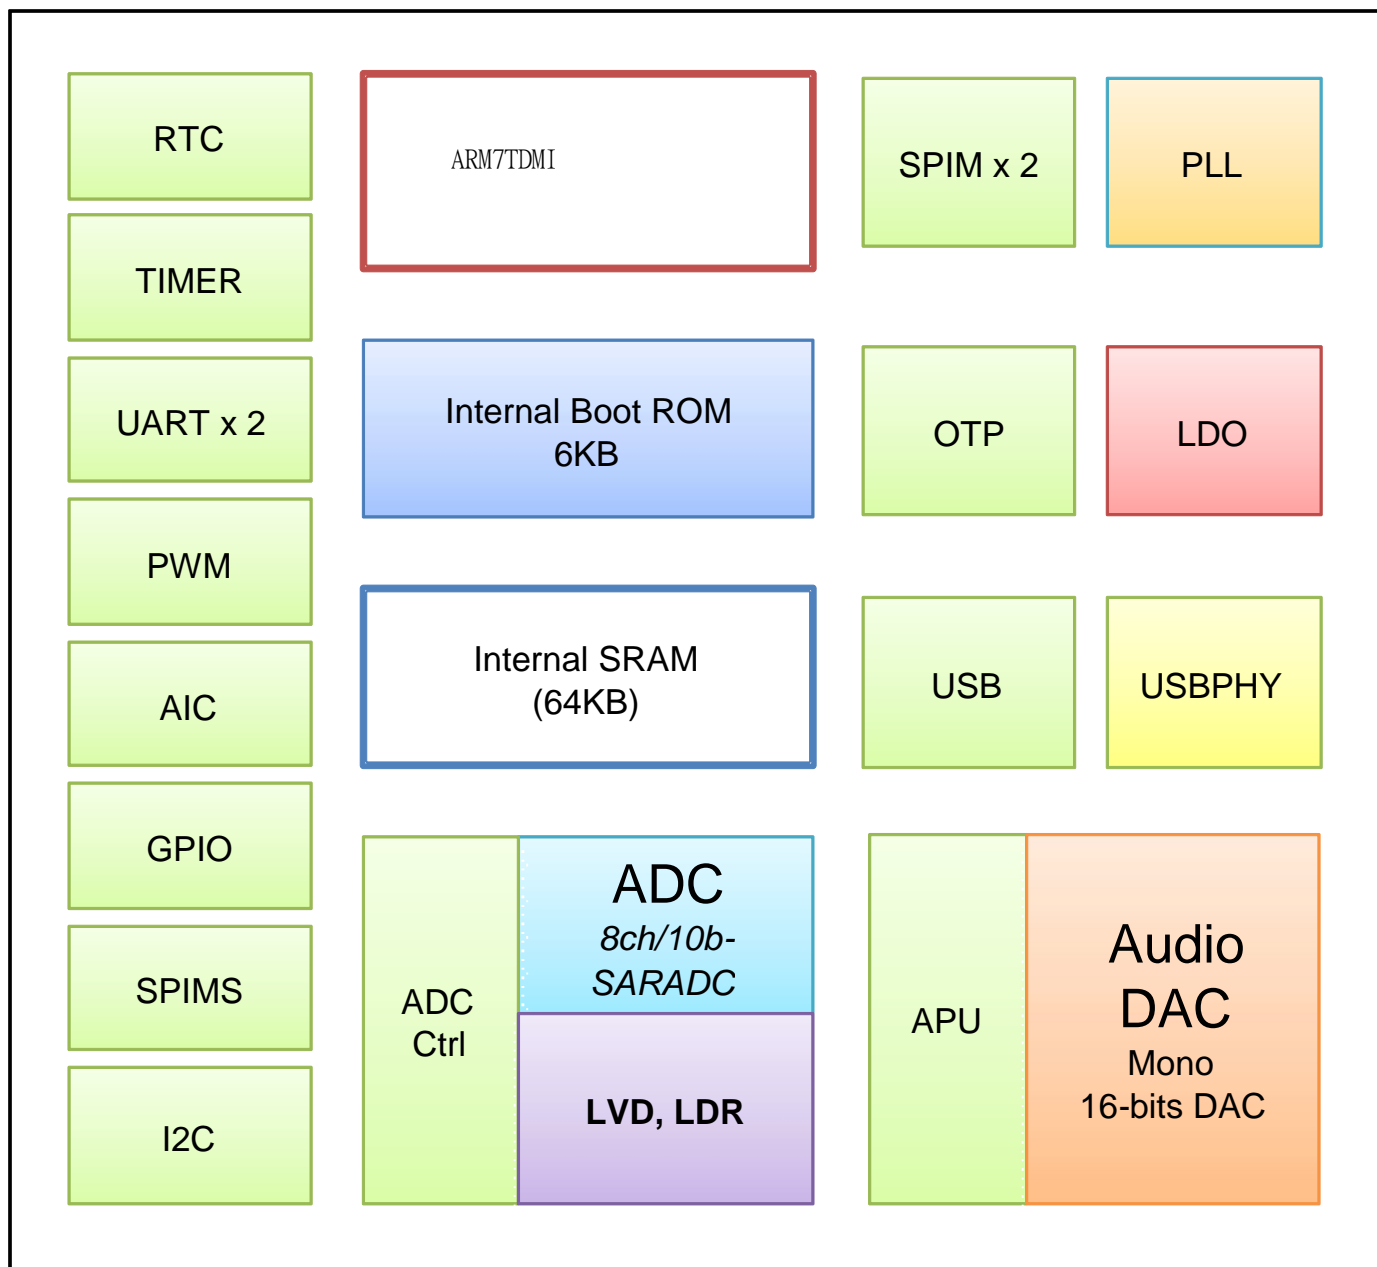 RTC
ARM7TDMI
SPIM x 2
PLL
TIMER
UART x 2
Internal Boot ROM
6KB
OTP
LDO
PWM
Internal SRAM
(64KB)
USB
USBPHY
AIC
GPIO
SPIMS
I2C
ADC
Ctrl
ADC
8ch/10b-
SARADC
LVD, LDR
APU
Audio
DAC
Mono
16-bits DAC